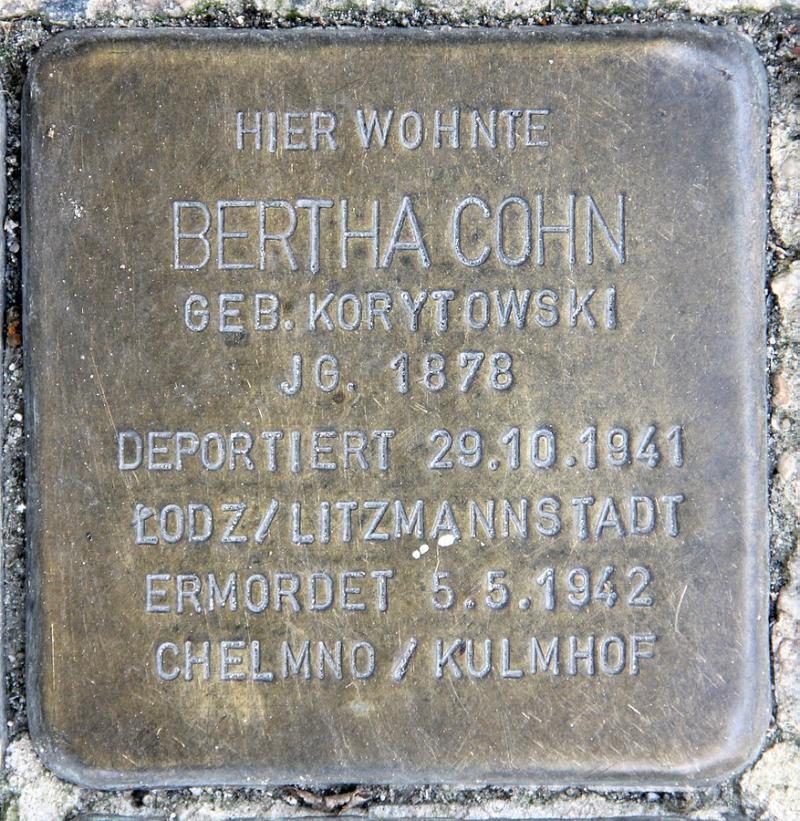 HIER WOHNTE
BERTHA COHN
GEB. KORYTOWSKI
JG. 1878
DEPORTIERT 29.10.1941
ŁODZ/LITZMANNSTADT
ERMORDET 5.5.1942
CHELMNO/KULMHOF